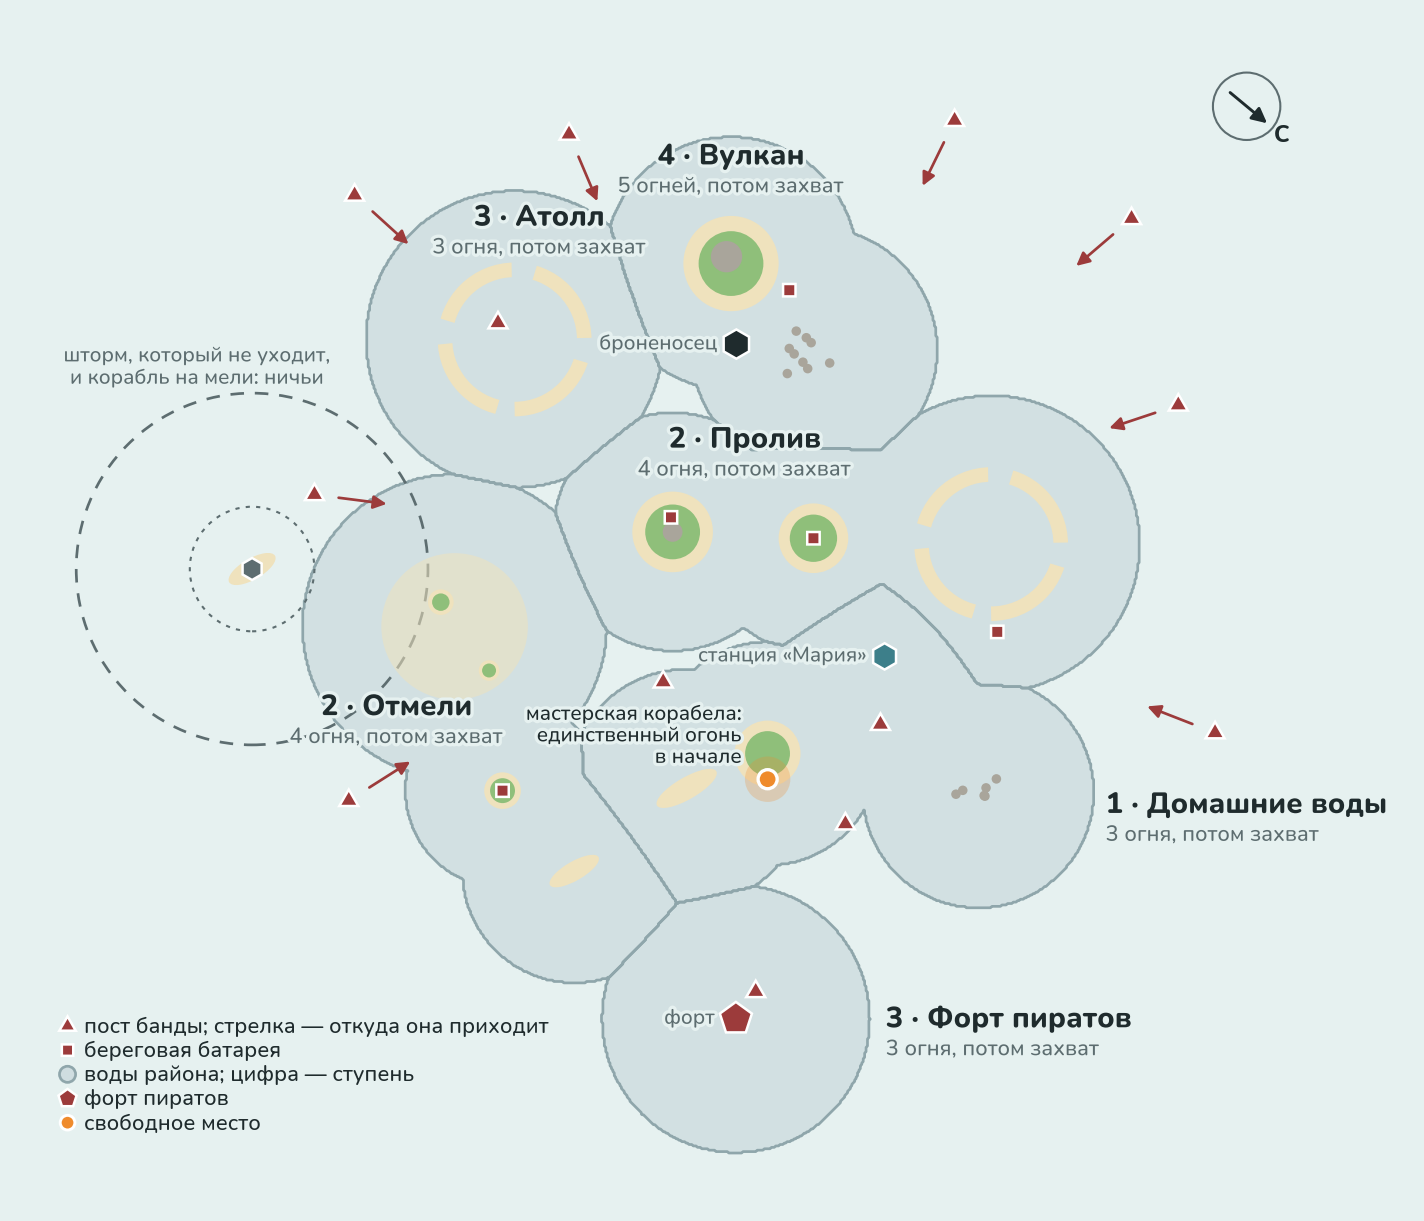 С
4 · Вулкан
5 огней, потом захват
3 · Атолл
3 огня, потом захват
броненосец
шторм, который не уходит,
и корабль на мели: ничьи
2 · Пролив
4 огня, потом захват
станция «Мария»
2 · Отмели
4 огня, потом захват
мастерская корабела:
единственный огонь
в начале
1 · Домашние воды
3 огня, потом захват
форт
3 · Форт пиратов
3 огня, потом захват
пост банды; стрелка — откуда она приходит
береговая батарея
воды района; цифра — ступень
форт пиратов
свободное место